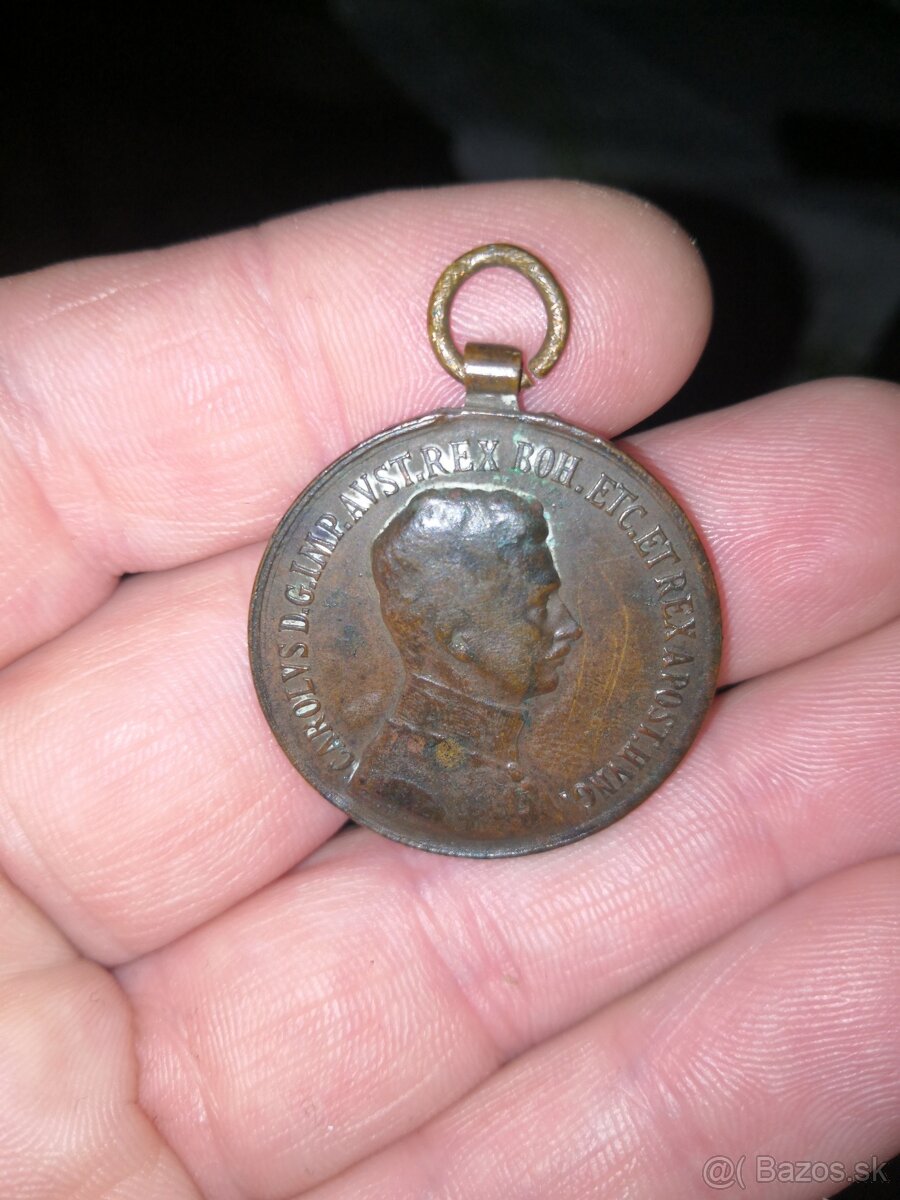 CAROLVS D.G.IMP.AVST.REX BOH. ETC.ET REX APOST.HVNG.
@( Bazos.sk